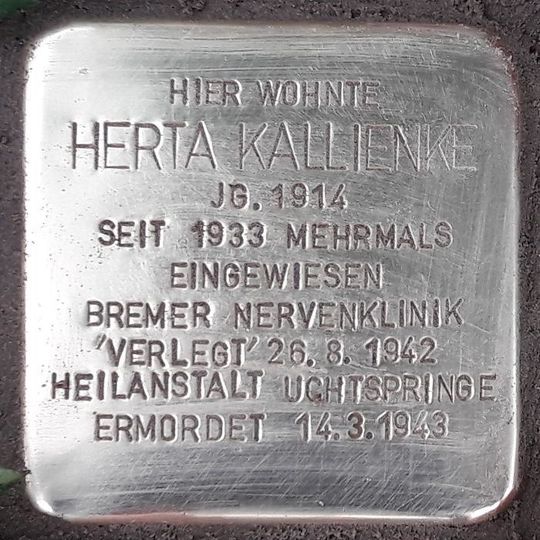 HIER WOHNTE
HERTA KALLIENKE
JG. 1914
SEIT 1933 MEHRMALS
EINGEWIESEN
BREMER NERVENKLINIK
'VERLEGT' 26.8.1942
HEILANSTALT UCHTSPRINGE
ERMORDET 14.3.1943